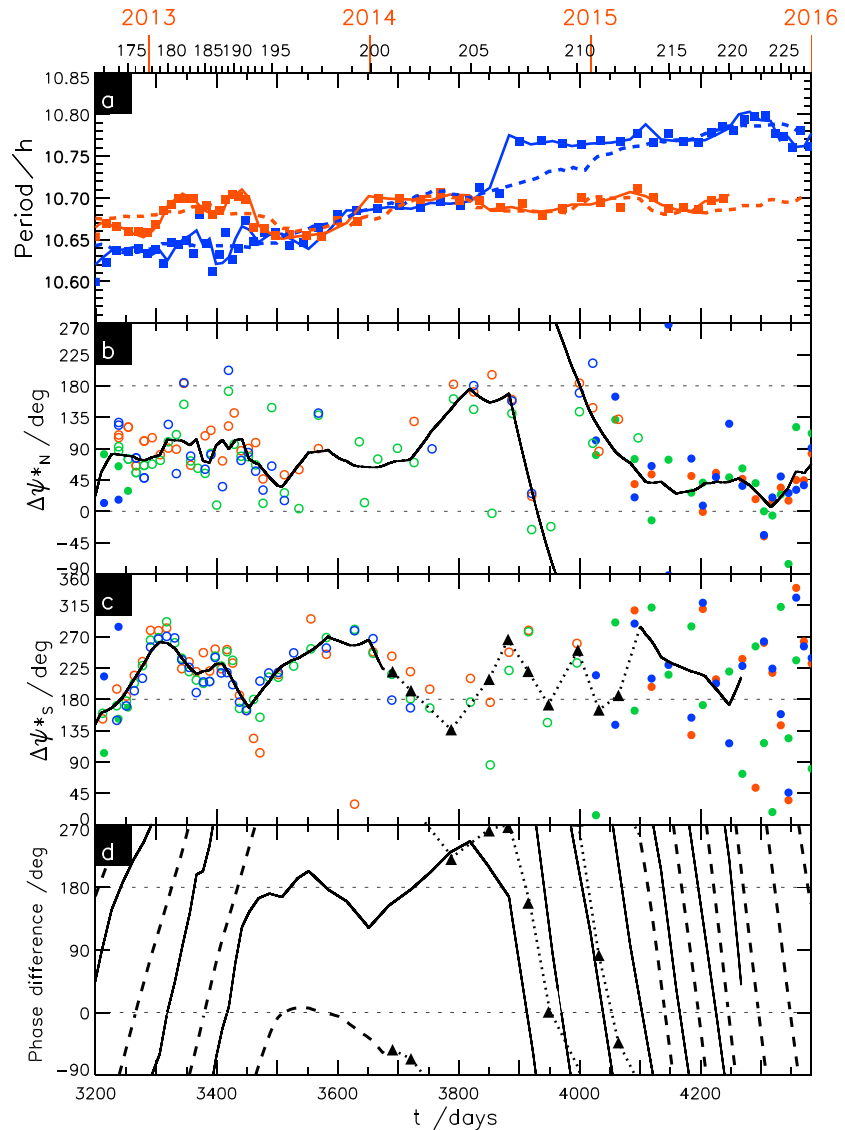 2013 2014 2015 2016
175 180 185 190 195 200 205 210 215 220 225
a
Period /h
10.85
10.80
10.75
10.70
10.65
10.60
b
Δψ*N /deg
270
225
180
135
90
45
0
−45
−90
c
Δψ*S /deg
360
315
270
225
180
135
90
45
0
d
Phase difference /deg
270
180
90
0
−90
3200 3400 3600 3800 4000 4200
t /days